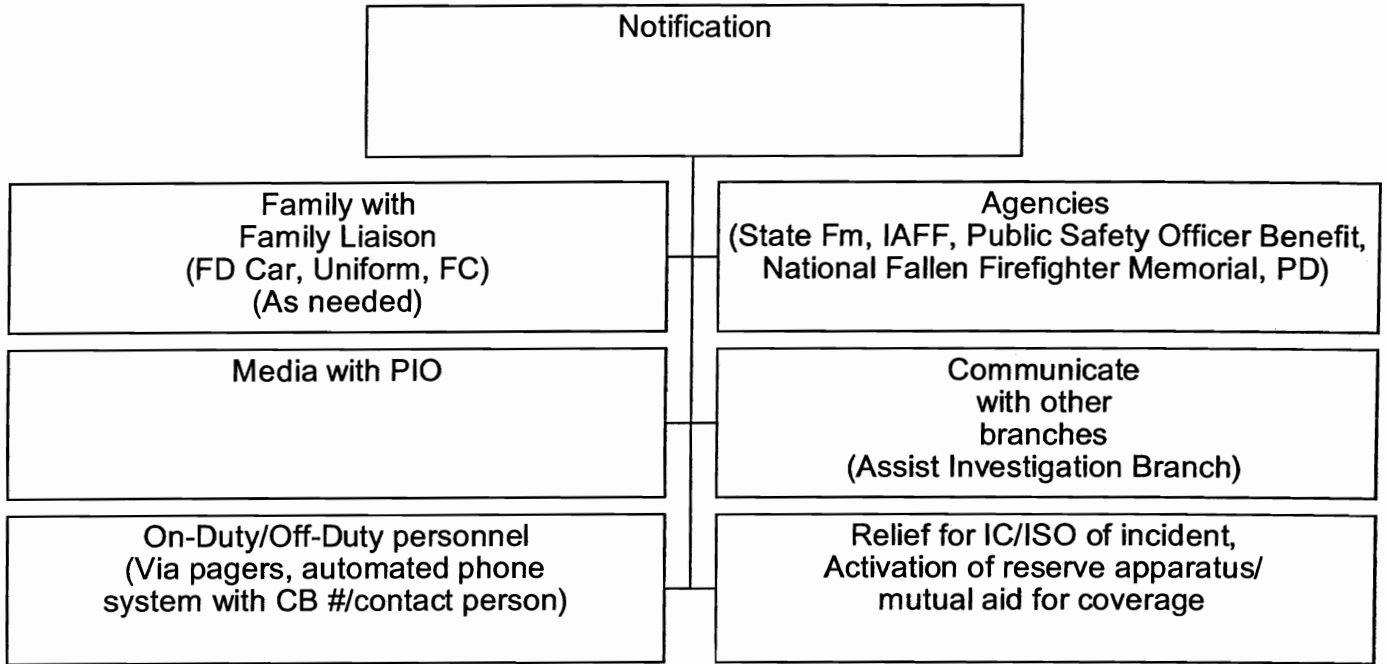 Notification
Family with
Family Liaison
(FD Car, Uniform, FC)
(As needed)
Agencies
(State Fm, IAFF, Public Safety Officer Benefit,
National Fallen Firefighter Memorial, PD)
Media with PIO
Communicate
with other
branches
(Assist Investigation Branch)
On-Duty/Off-Duty personnel
(Via pagers, automated phone
system with CB #/contact person)
Relief for IC/ISO of incident,
Activation of reserve apparatus/
mutual aid for coverage